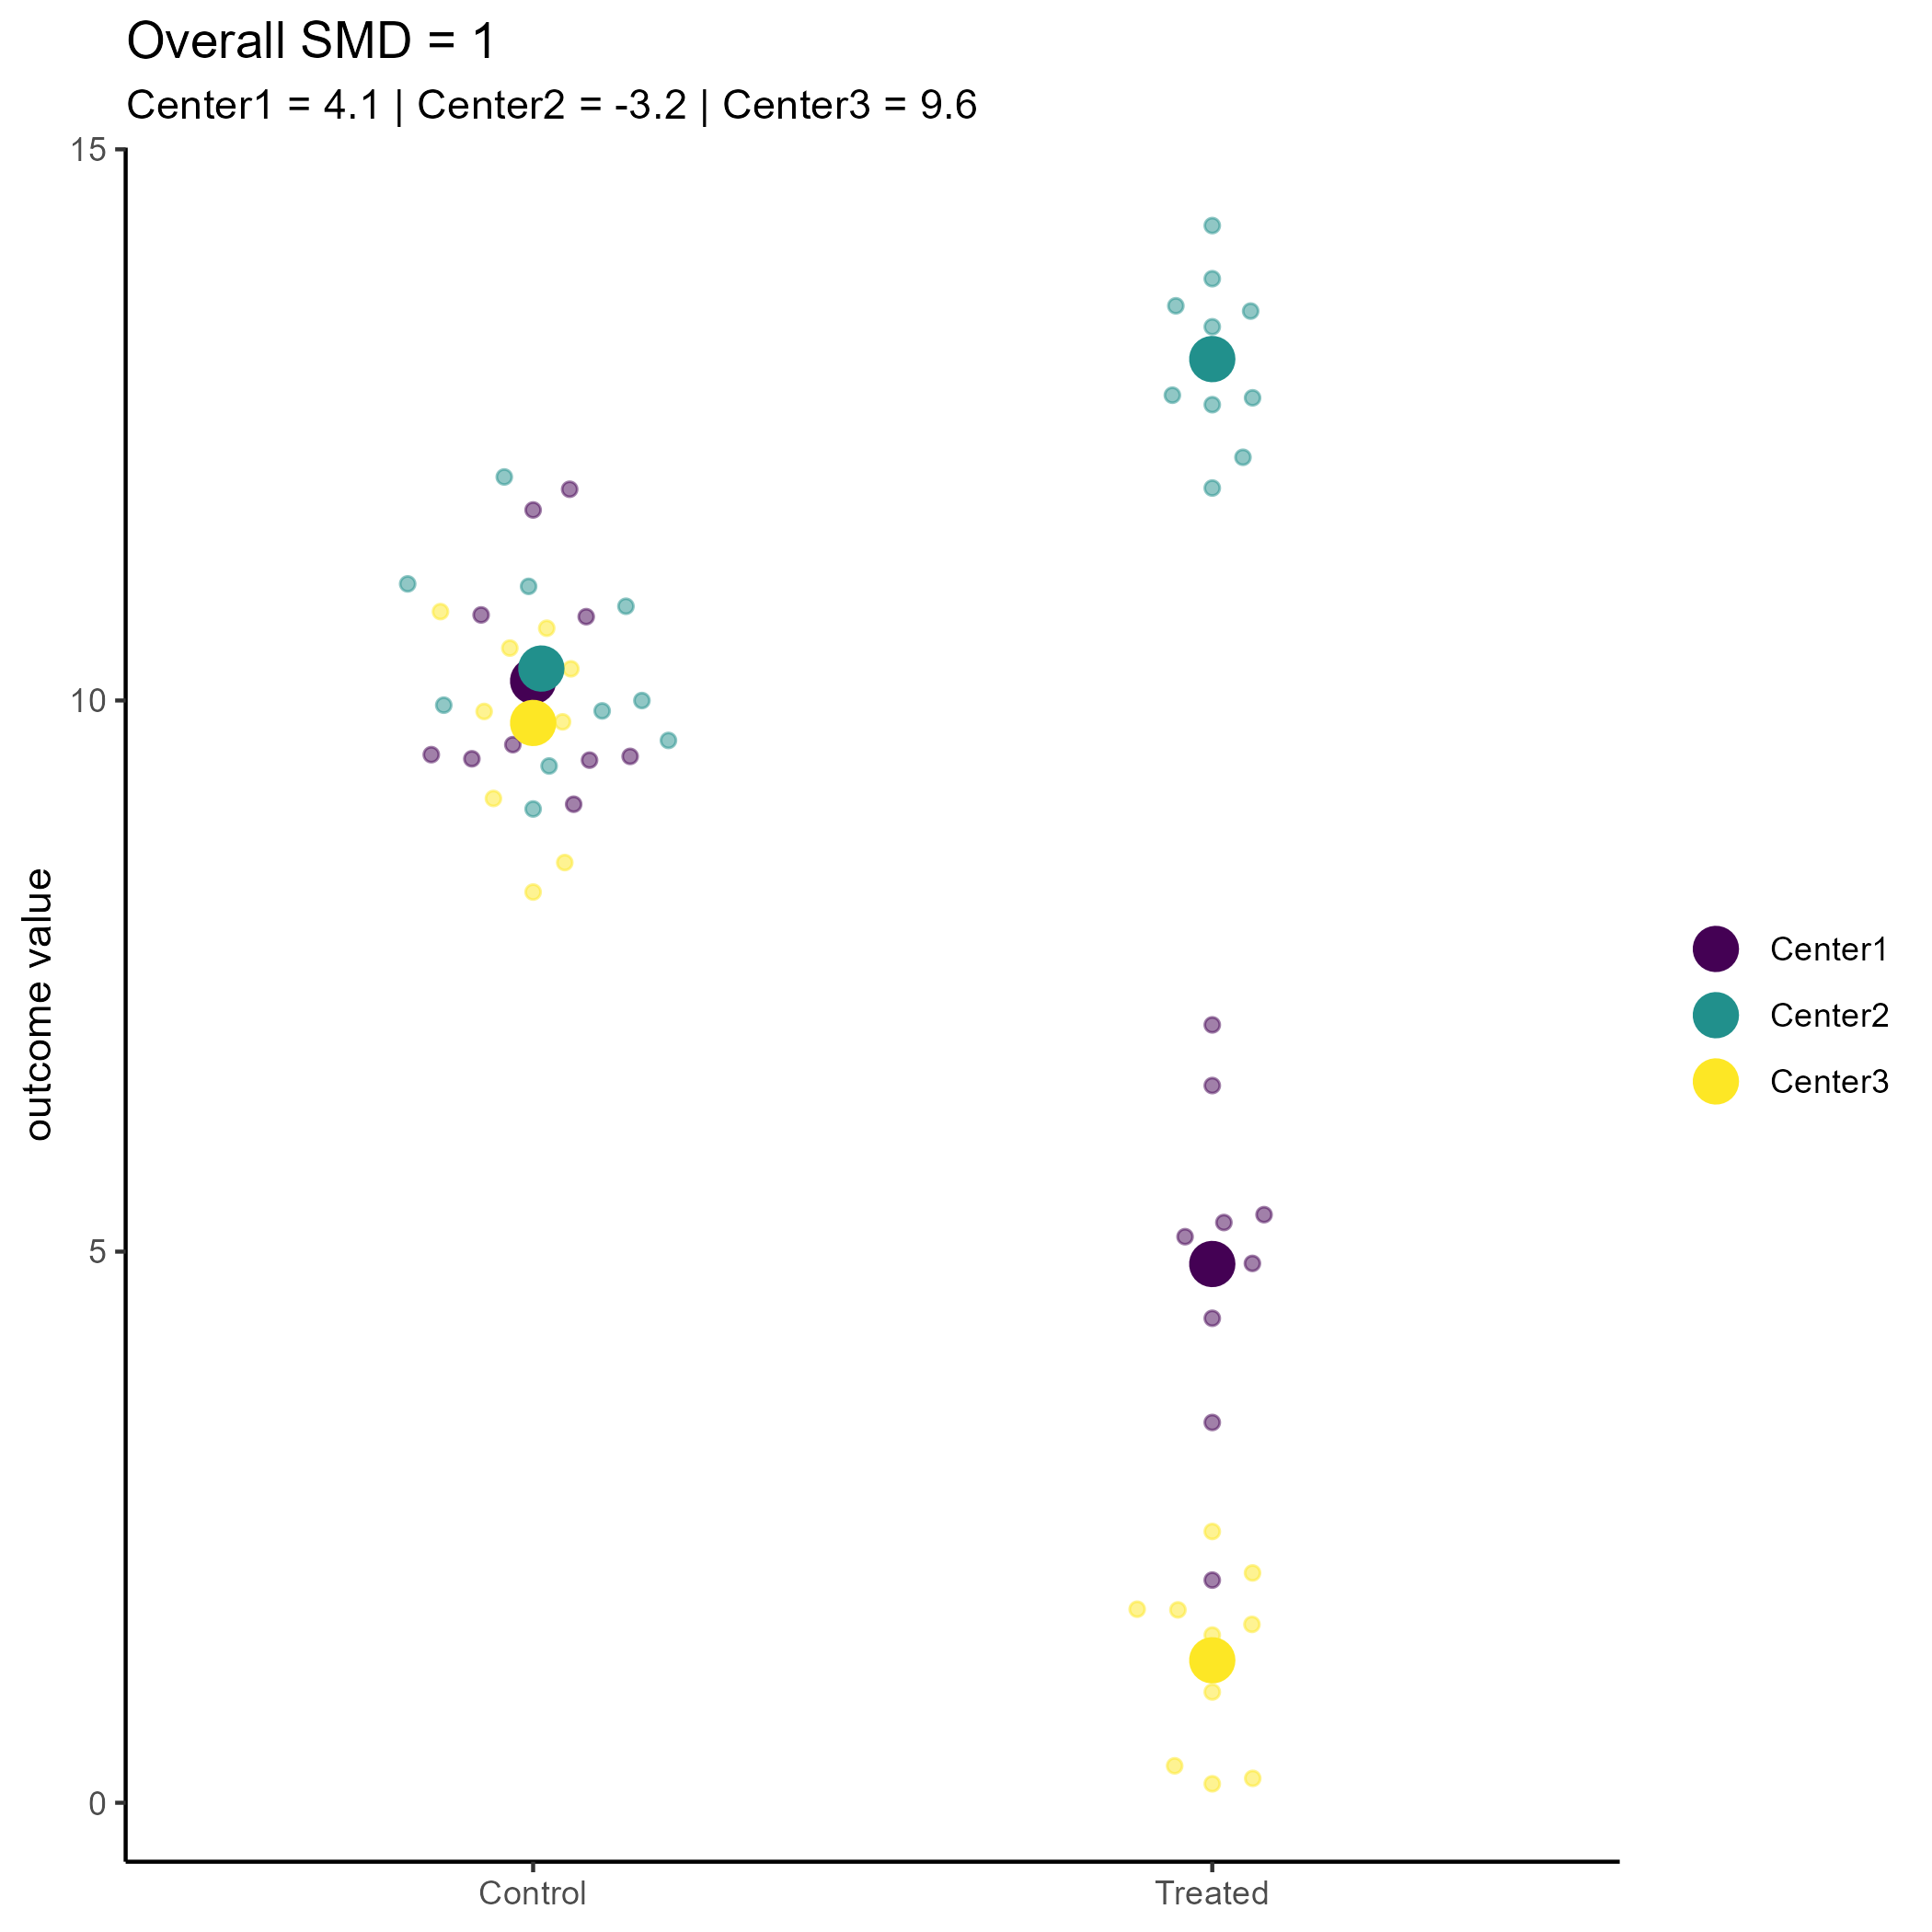 Overall SMD = 1
Center1 = 4.1 | Center2 = -3.2 | Center3 = 9.6
15
10
5
0
outcome value
Control
Treated
Center1
Center2
Center3